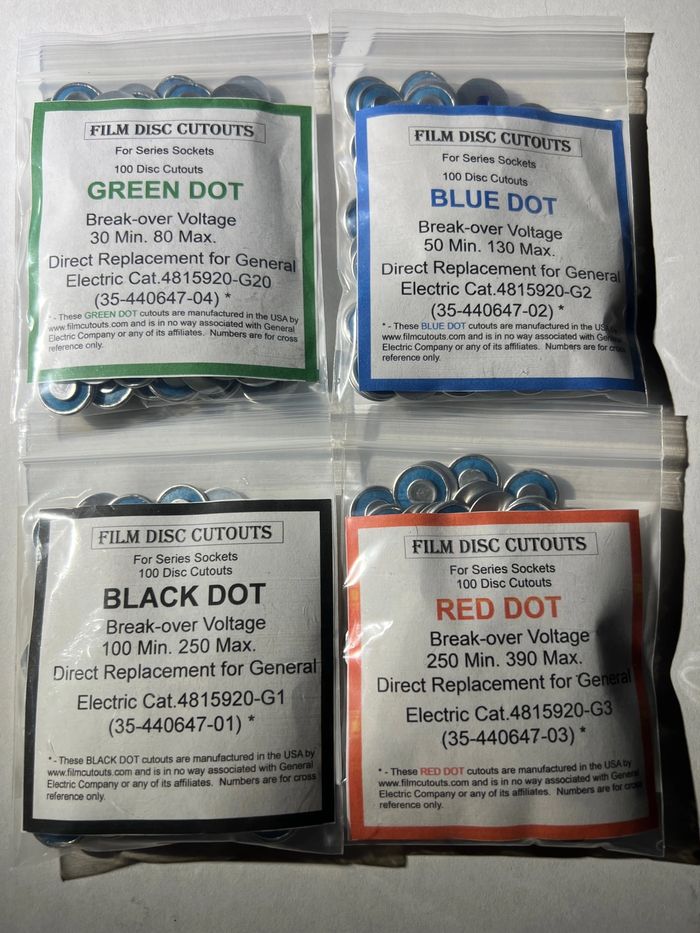 FILM DISC CUTOUTS
For Series Sockets
100 Disc Cutouts
GREEN DOT
Break-over Voltage
30 Min. 80 Max.
Direct Replacement for General
Electric Cat.4815920-G20
(35-440647-04) *
* - These GREEN DOT cutouts are manufactured in the USA by
www.filmcutouts.com and is in no way associated with General
Electric Company or any of its affiliates. Numbers are for cross
reference only.
FILM DISC CUTOUTS
For Series Sockets
100 Disc Cutouts
BLUE DOT
Break-over Voltage
50 Min. 130 Max.
Direct Replacement for General
Electric Cat.4815920-G2
(35-440647-02) *
* - These BLUE DOT cutouts are manufactured in the USA by
www.filmcutouts.com and is in no way associated with General
Electric Company or any of its affiliates. Numbers are for cross
reference only.
FILM DISC CUTOUTS
For Series Sockets
100 Disc Cutouts
BLACK DOT
Break-over Voltage
100 Min. 250 Max.
Direct Replacement for General
Electric Cat.4815920-G1
(35-440647-01) *
* - These BLACK DOT cutouts are manufactured in the USA by
www.filmcutouts.com and is in no way associated with General
Electric Company or any of its affiliates. Numbers are for cross
reference only.
FILM DISC CUTOUTS
For Series Sockets
100 Disc Cutouts
RED DOT
Break-over Voltage
250 Min. 390 Max.
Direct Replacement for General
Electric Cat.4815920-G3
(35-440647-03) *
* - These RED DOT cutouts are manufactured in the USA by
www.filmcutouts.com and is in no way associated with General
Electric Company or any of its affiliates. Numbers are for cross
reference only.